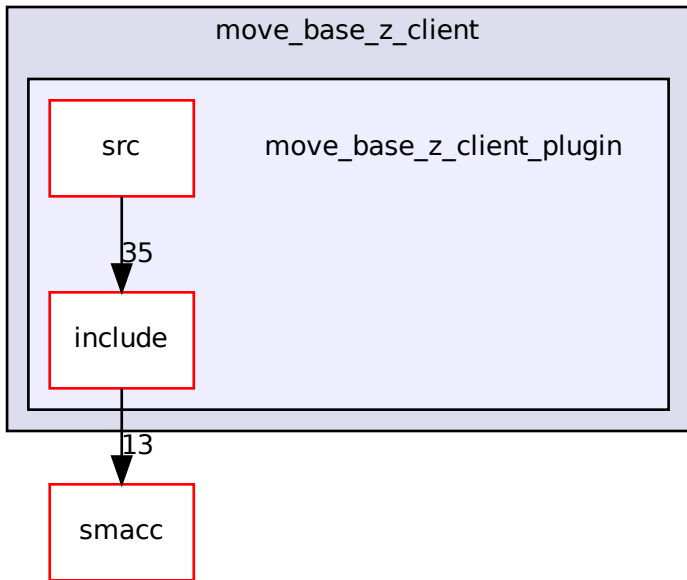 move_base_z_client
src
move_base_z_client_plugin
35
include
13
smacc